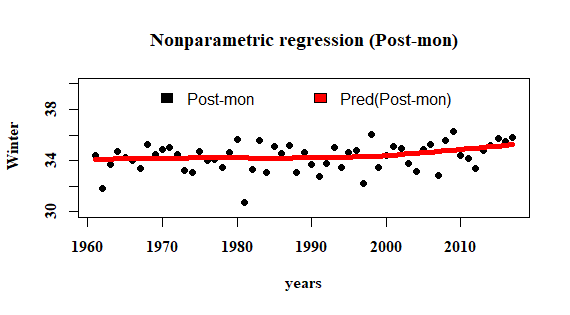 Nonparametric regression (Post-mon)
Post-mon
Pred(Post-mon)
Winter
38
34
30
1960 1970 1980 1990 2000 2010
years